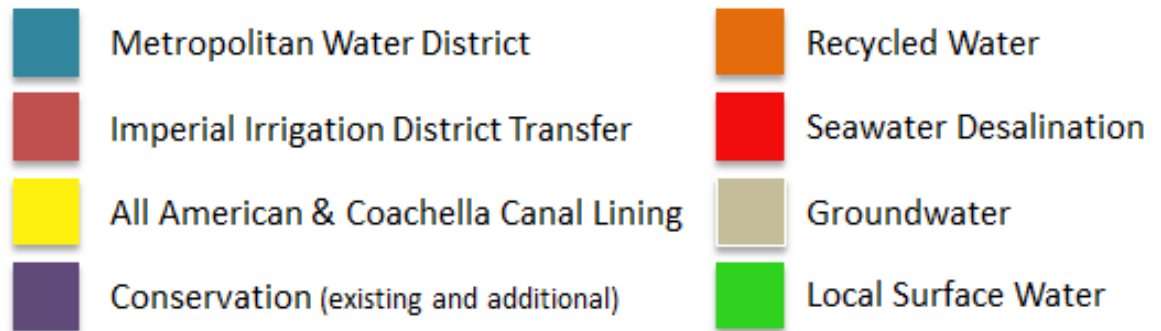 Metropolitan Water District
Imperial Irrigation District Transfer
All American & Coachella Canal Lining
Conservation (existing and additional)
Recycled Water
Seawater Desalination
Groundwater
Local Surface Water